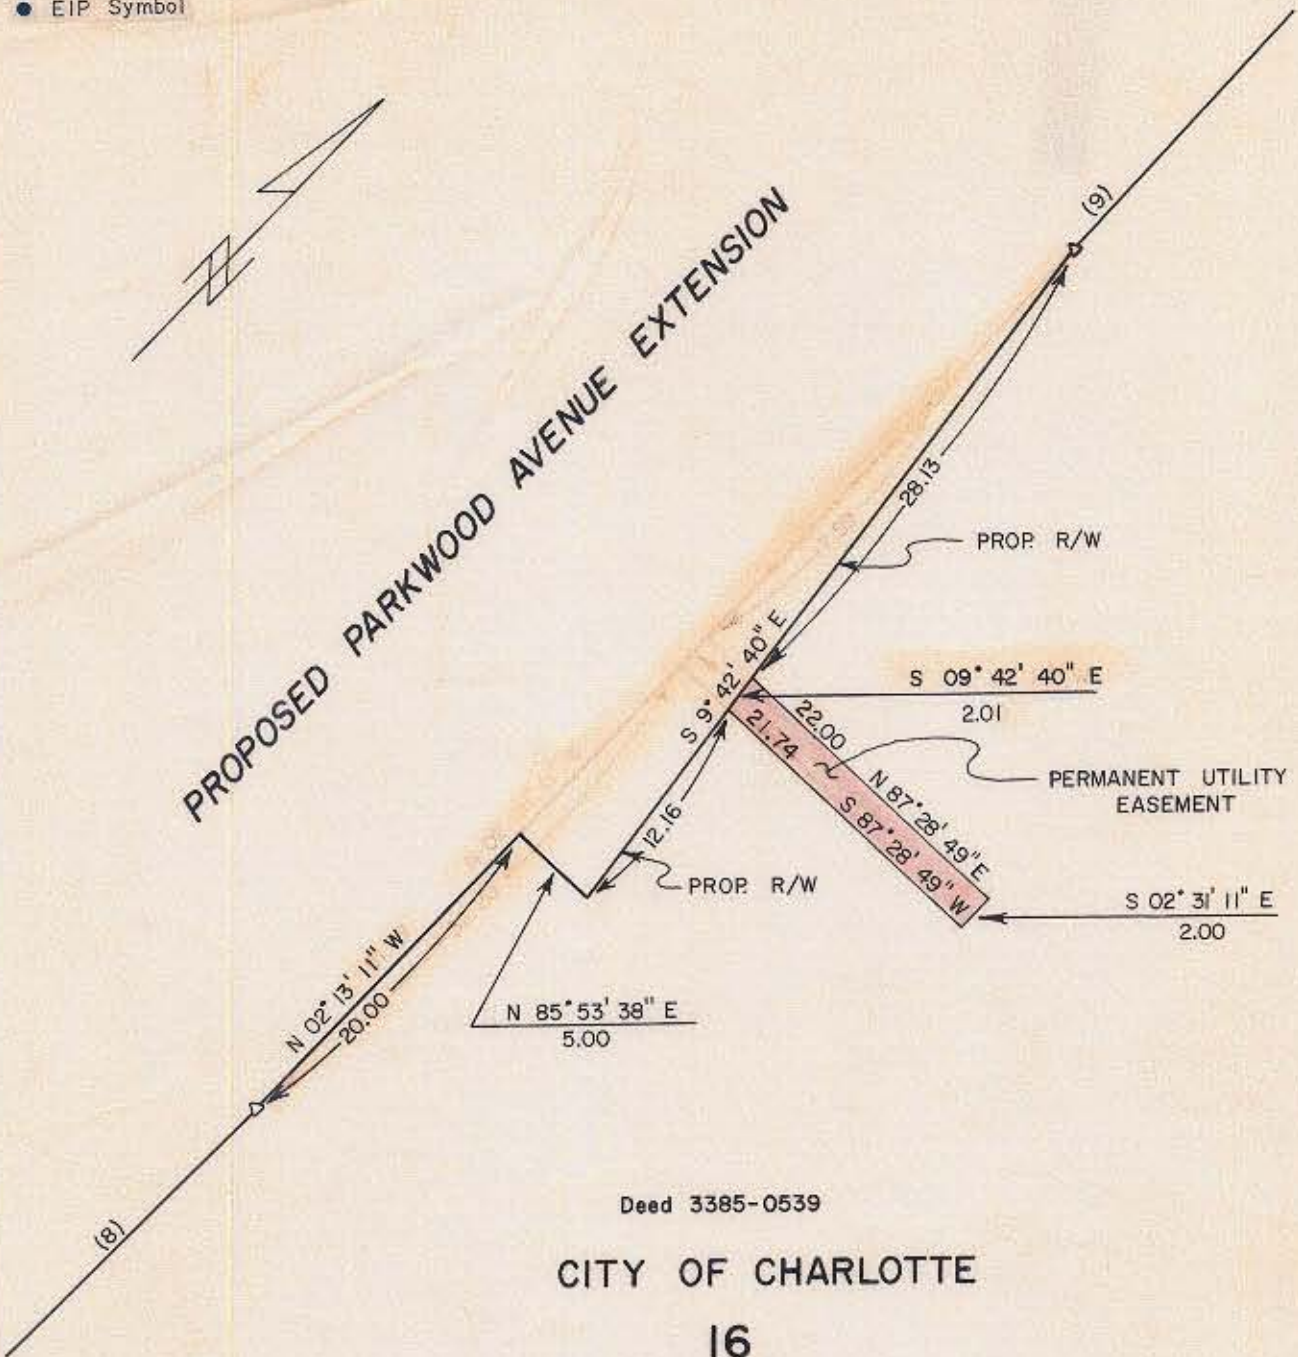 EIP Symbol
N
PROPOSED PARKWOOD AVENUE EXTENSION
(9)
28.13
PROP. R/W
S 9° 42' 40" E
S 09° 42' 40" E
2.01
22.00
21.74
N 87° 28' 49" E
S 87° 28' 49" W
PERMANENT UTILITY
EASEMENT
12.16
PROP. R/W
S 02° 31' 11" E
2.00
N 02° 13' 11" W
20.00
N 85° 53' 38" E
5.00
(8)
Deed 3385-0539
CITY OF CHARLOTTE
16